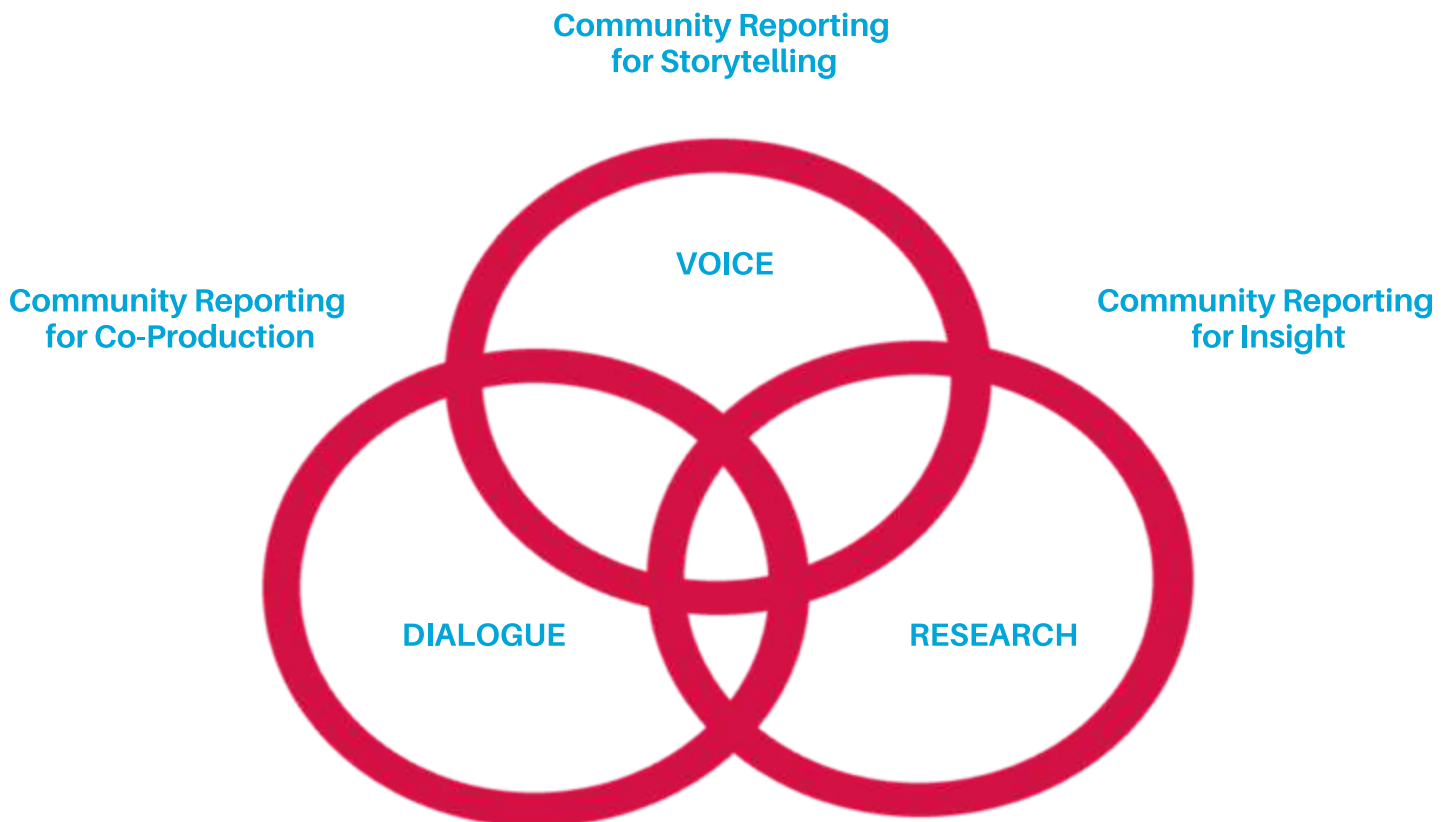 Community Reporting
for Storytelling
VOICE
Community Reporting
for Co-Production
Community Reporting
for Insight
DIALOGUE
RESEARCH